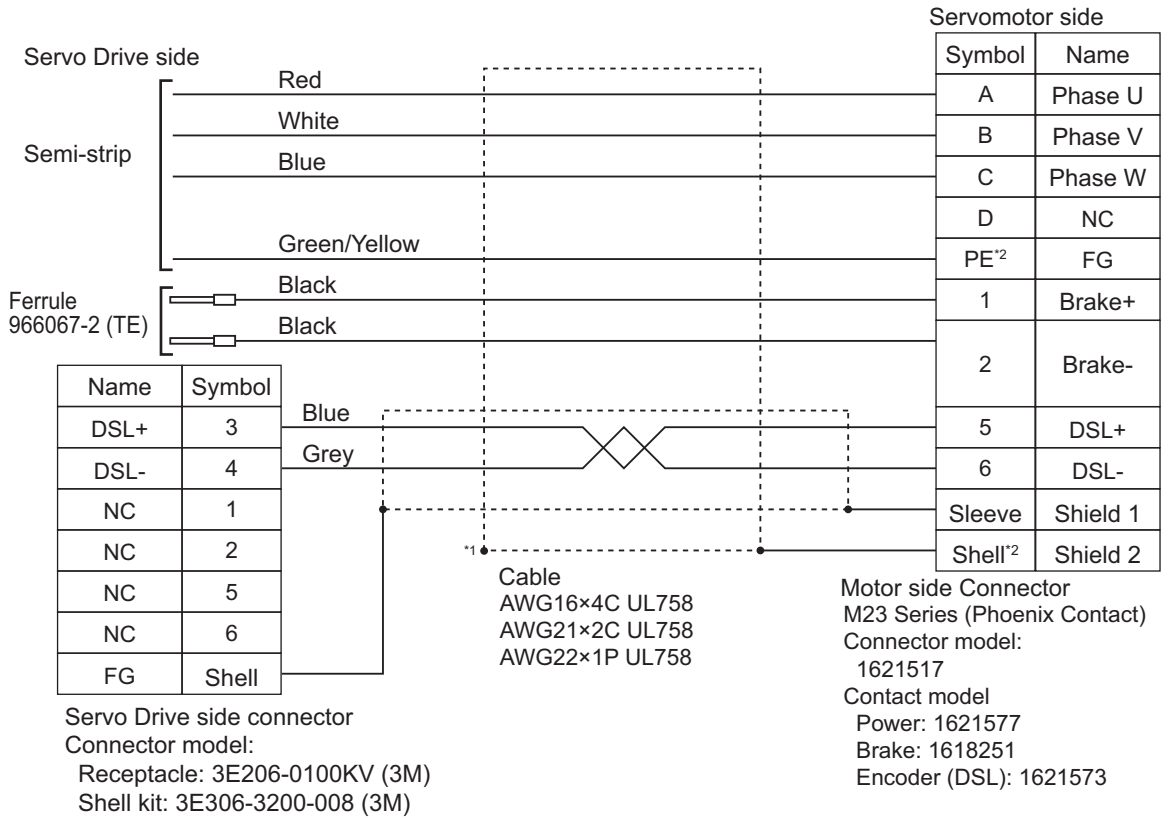 Servomotor side
Servo Drive side
Symbol Name
Red
A Phase U
White
B Phase V
Semi-strip
Blue
C Phase W
D NC
Green/Yellow
PE*2 FG
Ferrule
966067-2 (TE)
Black
1 Brake+
Black
2 Brake-
Name Symbol
DSL+ 3
Blue
5 DSL+
DSL- 4
Grey
6 DSL-
NC 1
Sleeve Shield 1
NC 2
*1
Shell*2 Shield 2
NC 5
NC 6
FG Shell
Cable
AWG16×4C UL758
AWG21×2C UL758
AWG22×1P UL758
Motor side Connector
M23 Series (Phoenix Contact)
Connector model:
1621517
Contact model
Power: 1621577
Brake: 1618251
Encoder (DSL): 1621573
Servo Drive side connector
Connector model:
Receptacle: 3E206-0100KV (3M)
Shell kit: 3E306-3200-008 (3M)